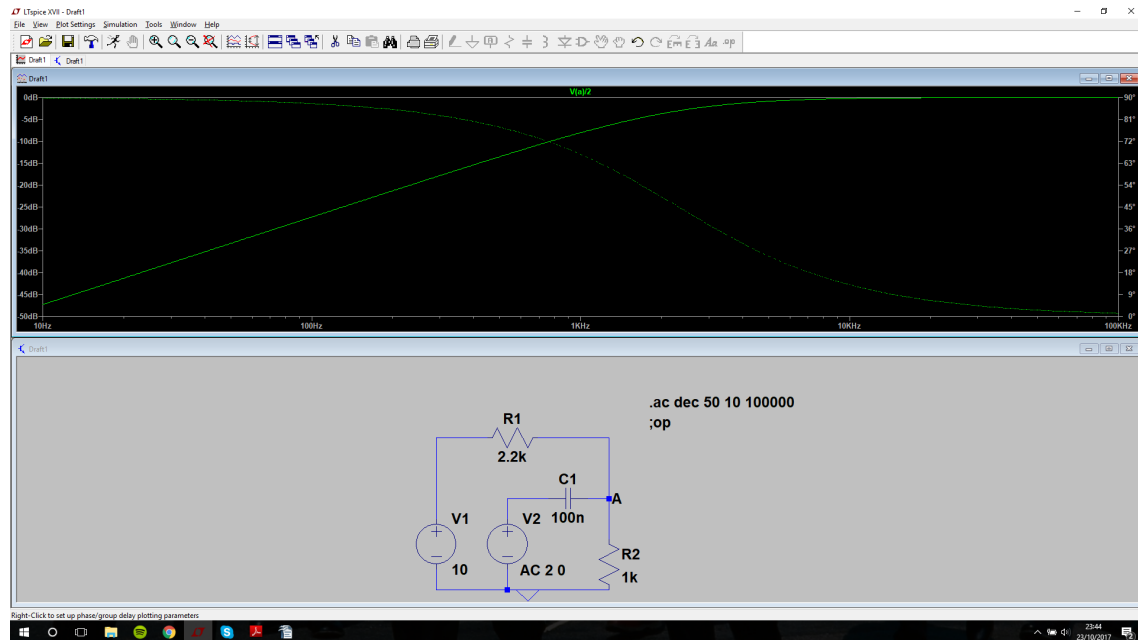 LTspice XVII - Draft1
File View Plot Settings Simulation Tools Window Help
Draft1 Draft1
Draft1
V(a)/2
0dB 90°
-5dB 81°
-10dB 72°
-15dB 63°
-20dB 54°
-25dB 45°
-30dB 36°
-35dB 27°
-40dB 18°
-45dB 9°
-50dB 0°
10Hz 100Hz 1KHz 10KHz 100KHz
Draft1
.ac dec 50 10 100000
;op
R1
2.2k
C1
A
100n
V1
V2
10
AC 2 0
R2
1k
Right-Click to set up phase/group delay plotting parameters
23:44
23/10/2017